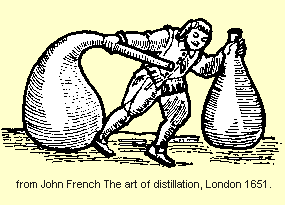 from John French The art of distillation, London 1651.